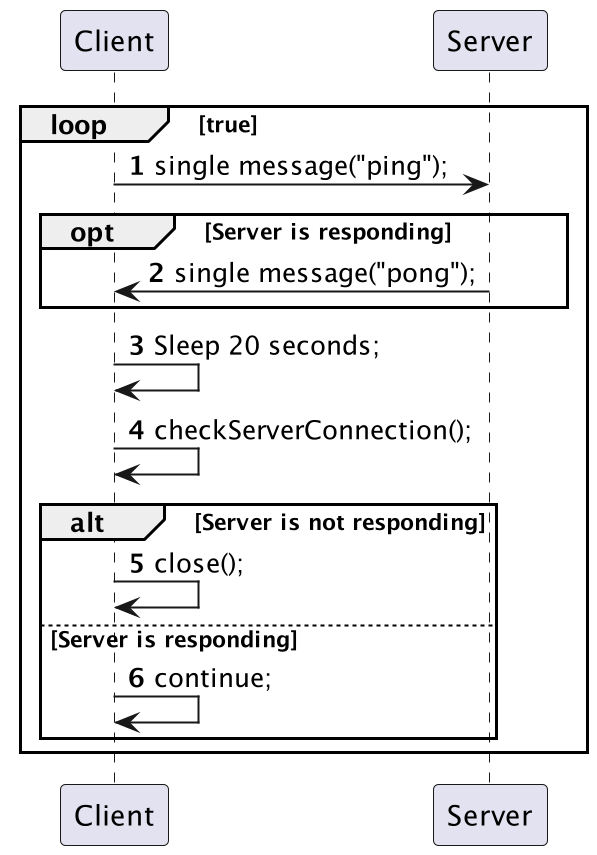 Client Server
loop [true]
1 single message("ping");
opt [Server is responding]
2 single message("pong");
3 Sleep 20 seconds;
4 checkServerConnection();
alt [Server is not responding]
5 close();
[Server is responding]
6 continue;
Client Server